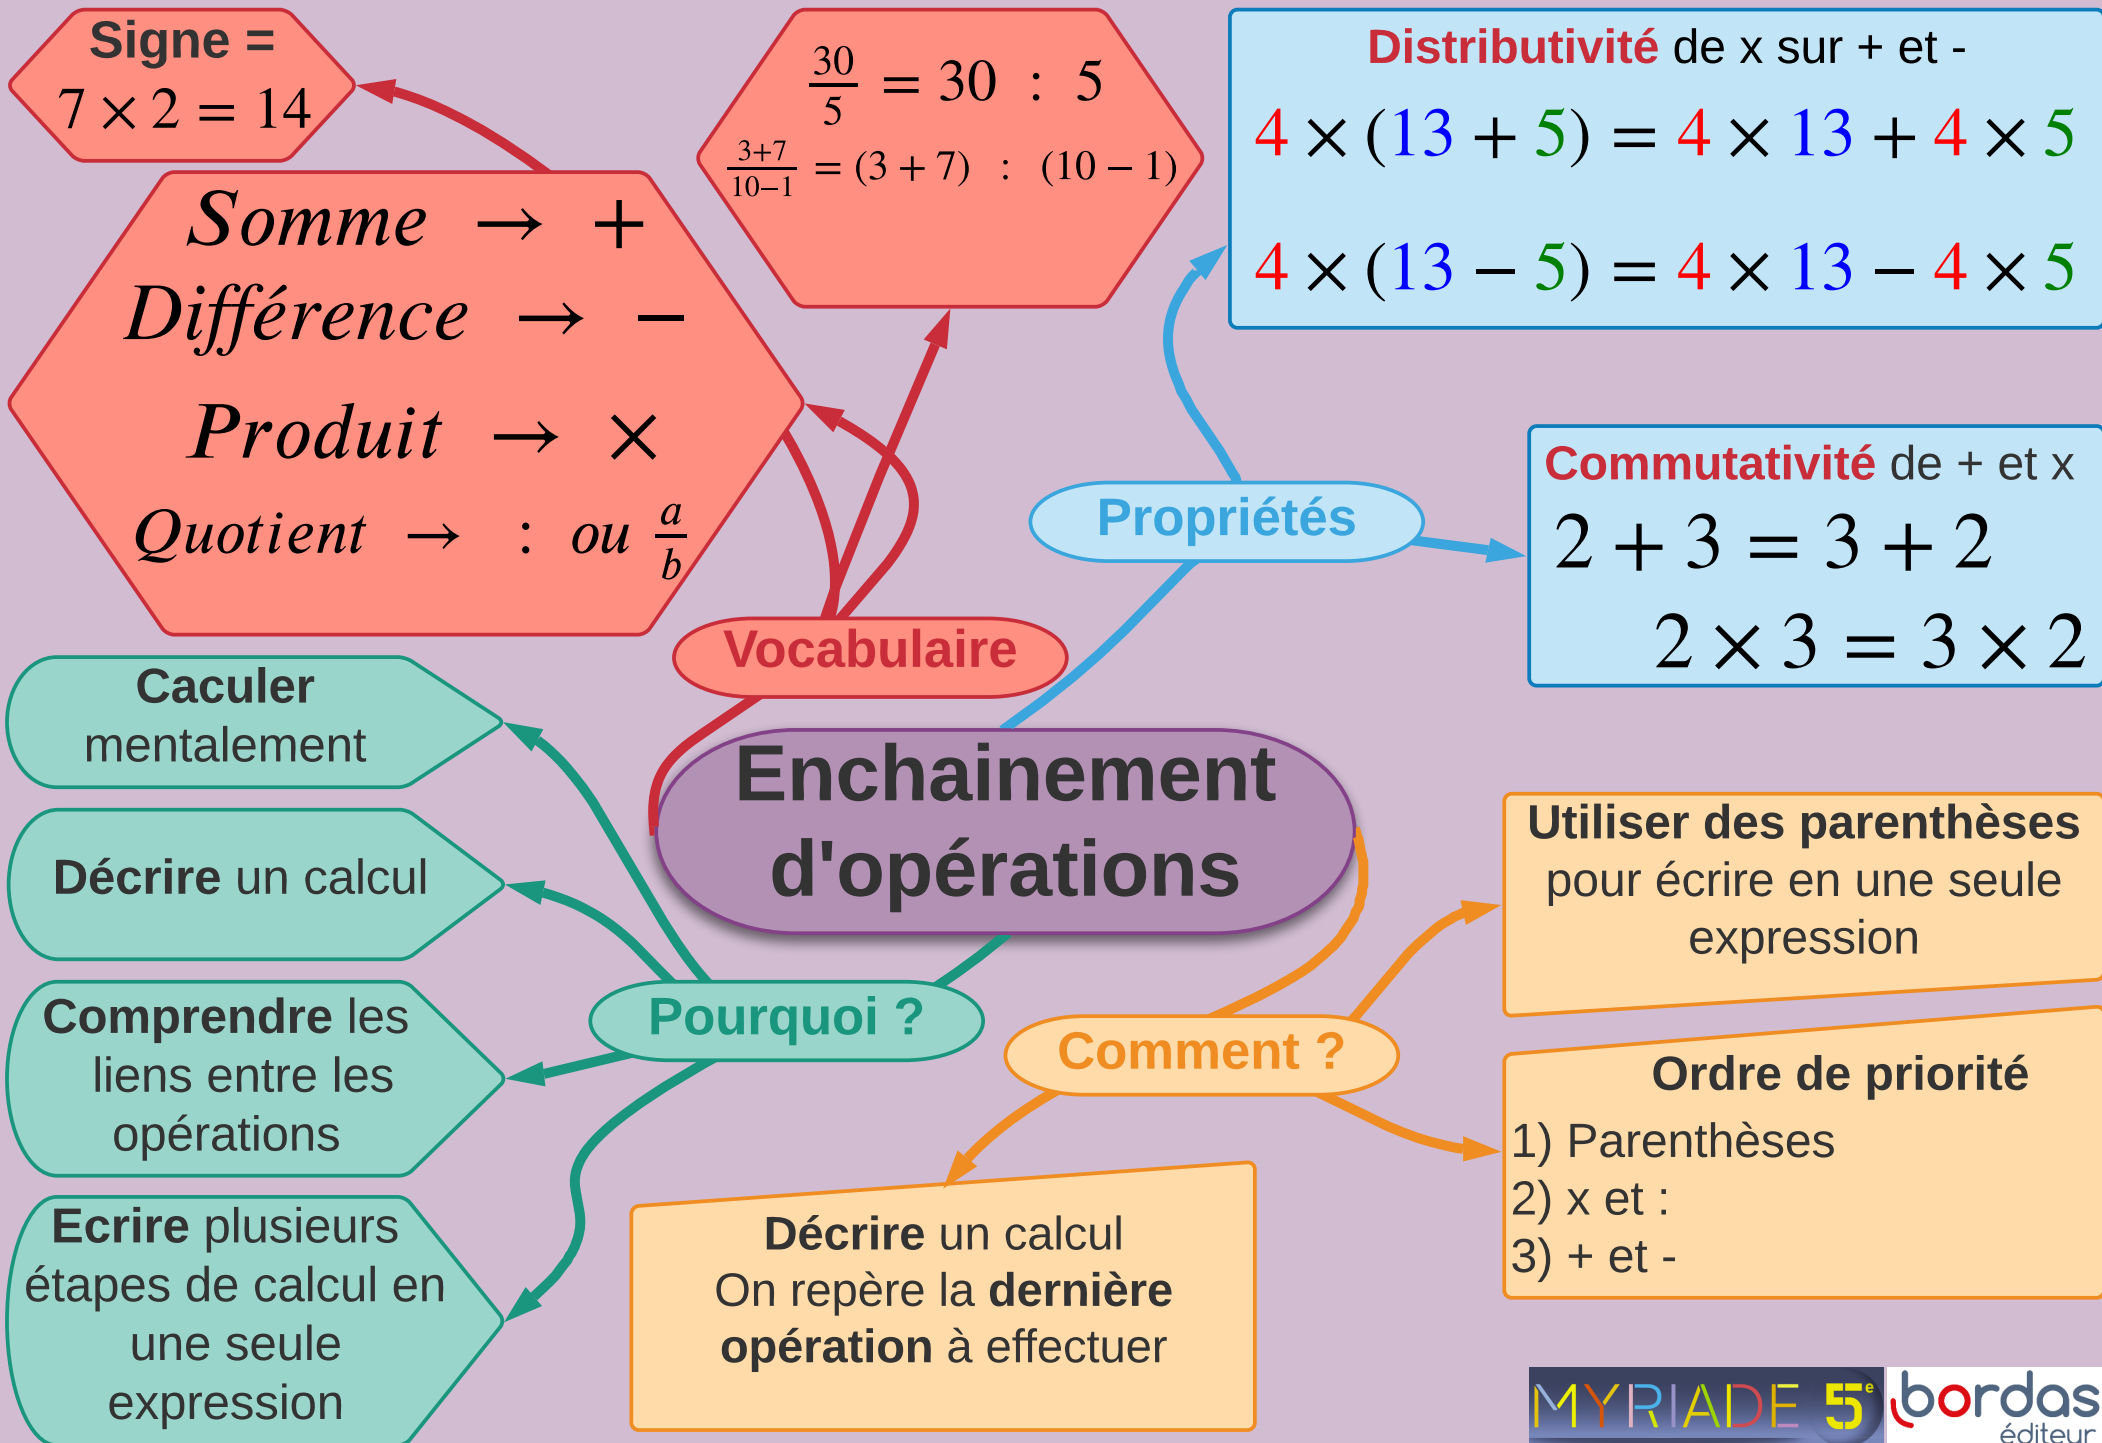 Signe =
7 × 2 = 14
Somme → +
Différence → −
Produit → ×
Quotient → : ou a/b
30/5 = 30 : 5
3+7/10−1 = (3 + 7) : (10 − 1)
Vocabulaire
Distributivité de x sur + et -
4 × (13 + 5) = 4 × 13 + 4 × 5
4 × (13 − 5) = 4 × 13 − 4 × 5
Propriétés
Commutativité de + et x
2 + 3 = 3 + 2
2 × 3 = 3 × 2
Enchainement
d'opérations
Caculer
mentalement
Décrire un calcul
Comprendre les
liens entre les
opérations
Ecrire plusieurs
étapes de calcul en
une seule
expression
Pourquoi ?
Comment ?
Utiliser des parenthèses
pour écrire en une seule
expression
Ordre de priorité
1) Parenthèses
2) x et :
3) + et -
Décrire un calcul
On repère la dernière
opération à effectuer
MYRIADE 5e
bordas
éditeur